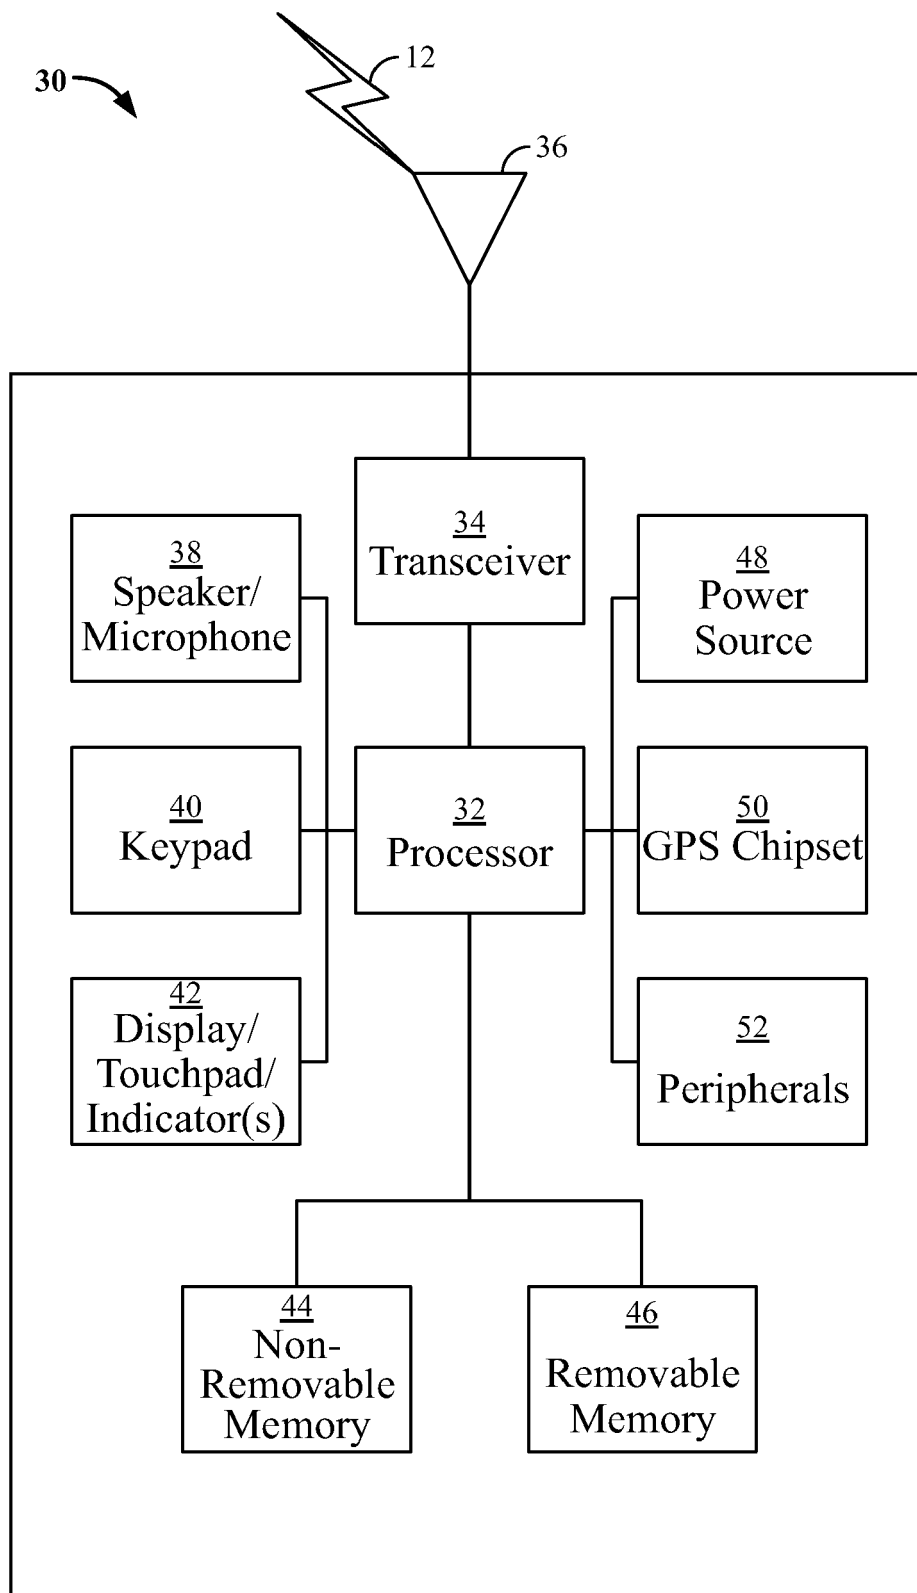 30
12
36
34
Transceiver
38
Speaker/
Microphone
48
Power
Source
40
Keypad
32
Processor
50
GPS Chipset
42
Display/
Touchpad/
Indicator(s)
52
Peripherals
44
Non-
Removable
Memory
46
Removable
Memory